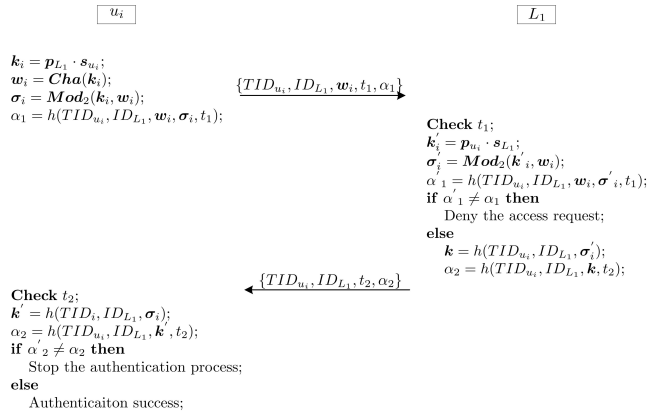 u_i
L_1
k_i = p_{L_1} · s_{u_i};
w_i = Cha(k_i);
σ_i = Mod_2(k_i, w_i);
α_1 = h(TID_{u_i}, ID_{L_1}, w_i, σ_i, t_1);
{TID_{u_i}, ID_{L_1}, w_i, t_1, α_1}
Check t_1;
k'_i = p_{u_i} · s_{L_1};
σ'_i = Mod_2(k'_i, w_i);
α'_1 = h(TID_{u_i}, ID_{L_1}, w_i, σ'_i, t_1);
if α'_1 ≠ α_1 then
Deny the access request;
else
k = h(TID_{u_i}, ID_{L_1}, σ'_i);
α_2 = h(TID_{u_i}, ID_{L_1}, k, t_2);
{TID_{u_i}, ID_{L_1}, t_2, α_2}
Check t_2;
k' = h(TID_i, ID_{L_1}, σ_i);
α_2 = h(TID_{u_i}, ID_{L_1}, k', t_2);
if α'_2 ≠ α_2 then
Stop the authentication process;
else
Authenticaiton success;